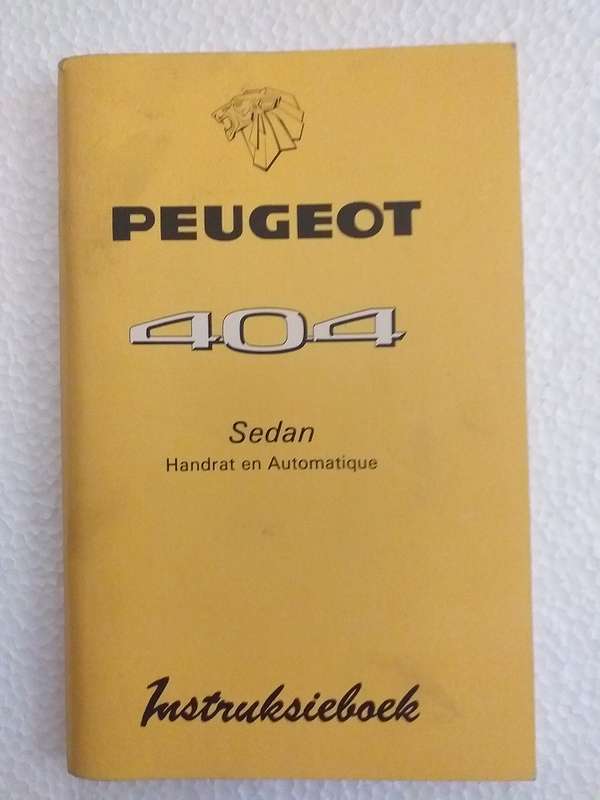 PEUGEOT
404
Sedan
Handrat en Automatique
Instruksieboek